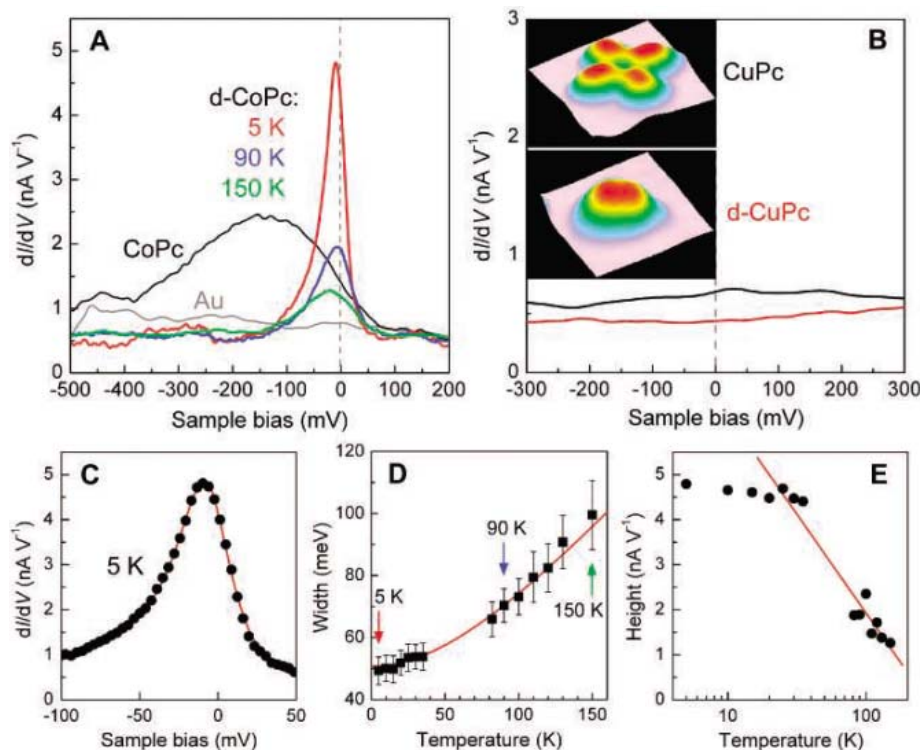 A
d-CoPc:
5 K
90 K
150 K
CoPc
Au
dI/dV (nA V⁻¹)
5
4
3
2
1
0
-500 -400 -300 -200 -100 0 100 200
Sample bias (mV)
B
CuPc
d-CuPc
dI/dV (nA V⁻¹)
3
2
1
0
-300 -200 -100 0 100 200 300
Sample bias (mV)
C
5 K
dI/dV (nA V⁻¹)
5
4
3
2
1
0
-100 -50 0 50
Sample bias (mV)
D
5 K
90 K
150 K
Width (meV)
120
100
80
60
40
0 50 100 150
Temperature (K)
E
Height (nA V⁻¹)
5
4
3
2
1
0
10 100
Temperature (K)